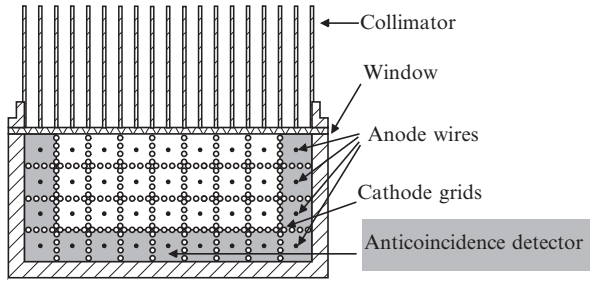 Collimator
Window
Anode wires
Cathode grids
Anticoincidence detector